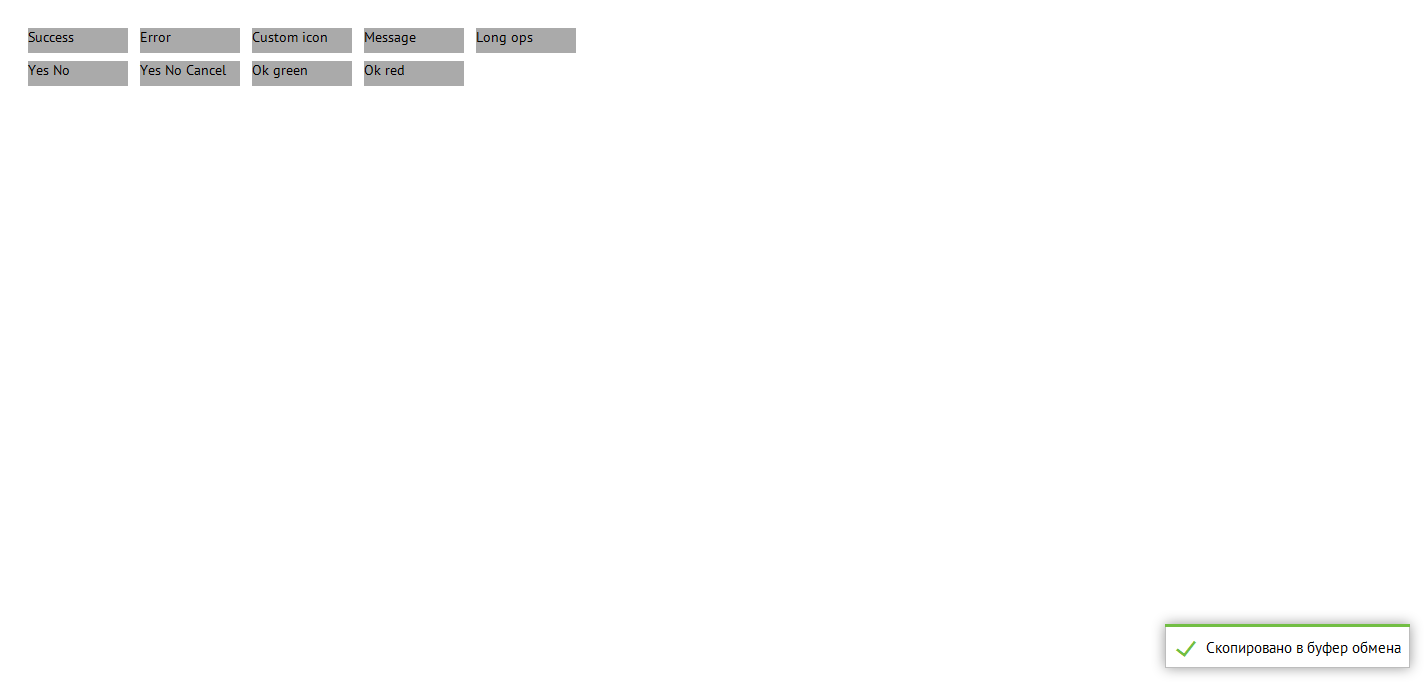 Success Error Custom icon Message Long ops
Yes No Yes No Cancel Ok green Ok red
Скопировано в буфер обмена